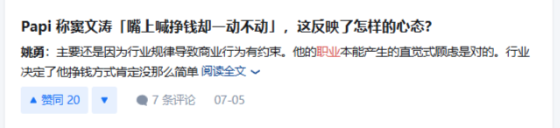 Papi 称窦文涛「嘴上喊挣钱却一动不动」，这反映了怎样的心态？
姚勇：主要还是因为行业规律导致商业行为有约束。他的职业本能产生的直觉式顾虑是对的。行业
决定了他挣钱方式肯定没那么简单 阅读全文
赞同 20 7 条评论 07-05